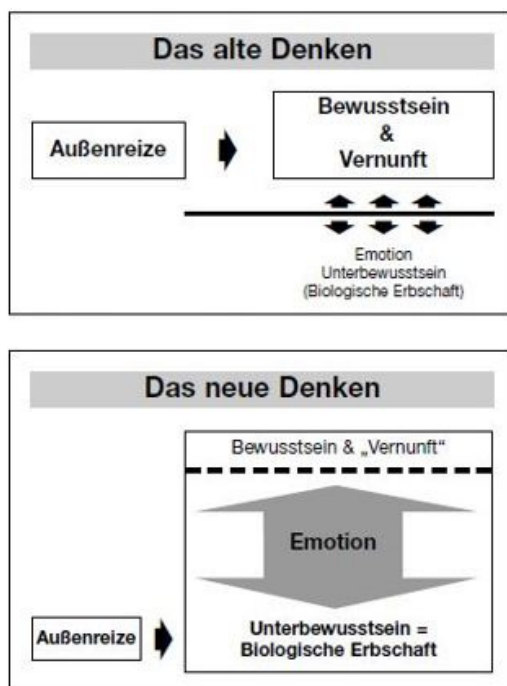 Das alte Denken
Außenreize
Bewusstsein
&
Vernunft
Emotion
Unterbewusstsein
(Biologische Erbschaft)
Das neue Denken
Bewusstsein & „Vernunft“
Emotion
Außenreize
Unterbewusstsein =
Biologische Erbschaft